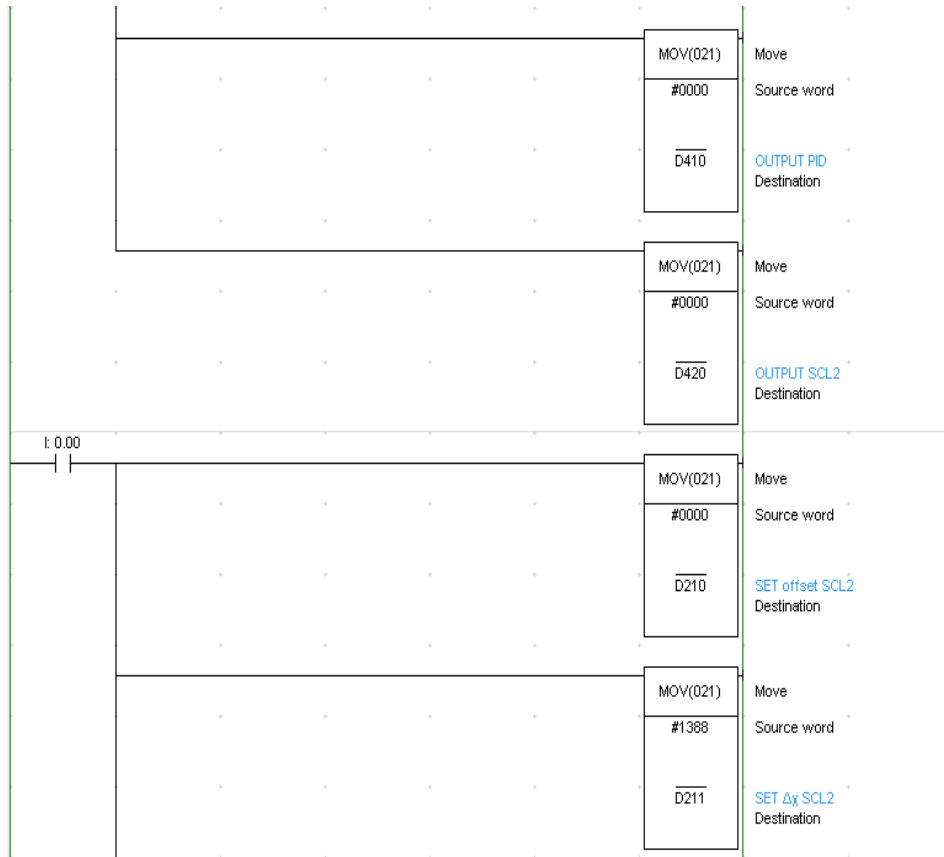 MOV(021) Move
#0000 Source word
D410 OUTPUT PID
Destination
MOV(021) Move
#0000 Source word
D420 OUTPUT SCL2
Destination
I: 0.00
MOV(021) Move
#0000 Source word
D210 SET offset SCL2
Destination
MOV(021) Move
#1388 Source word
D211 SET Δχ SCL2
Destination